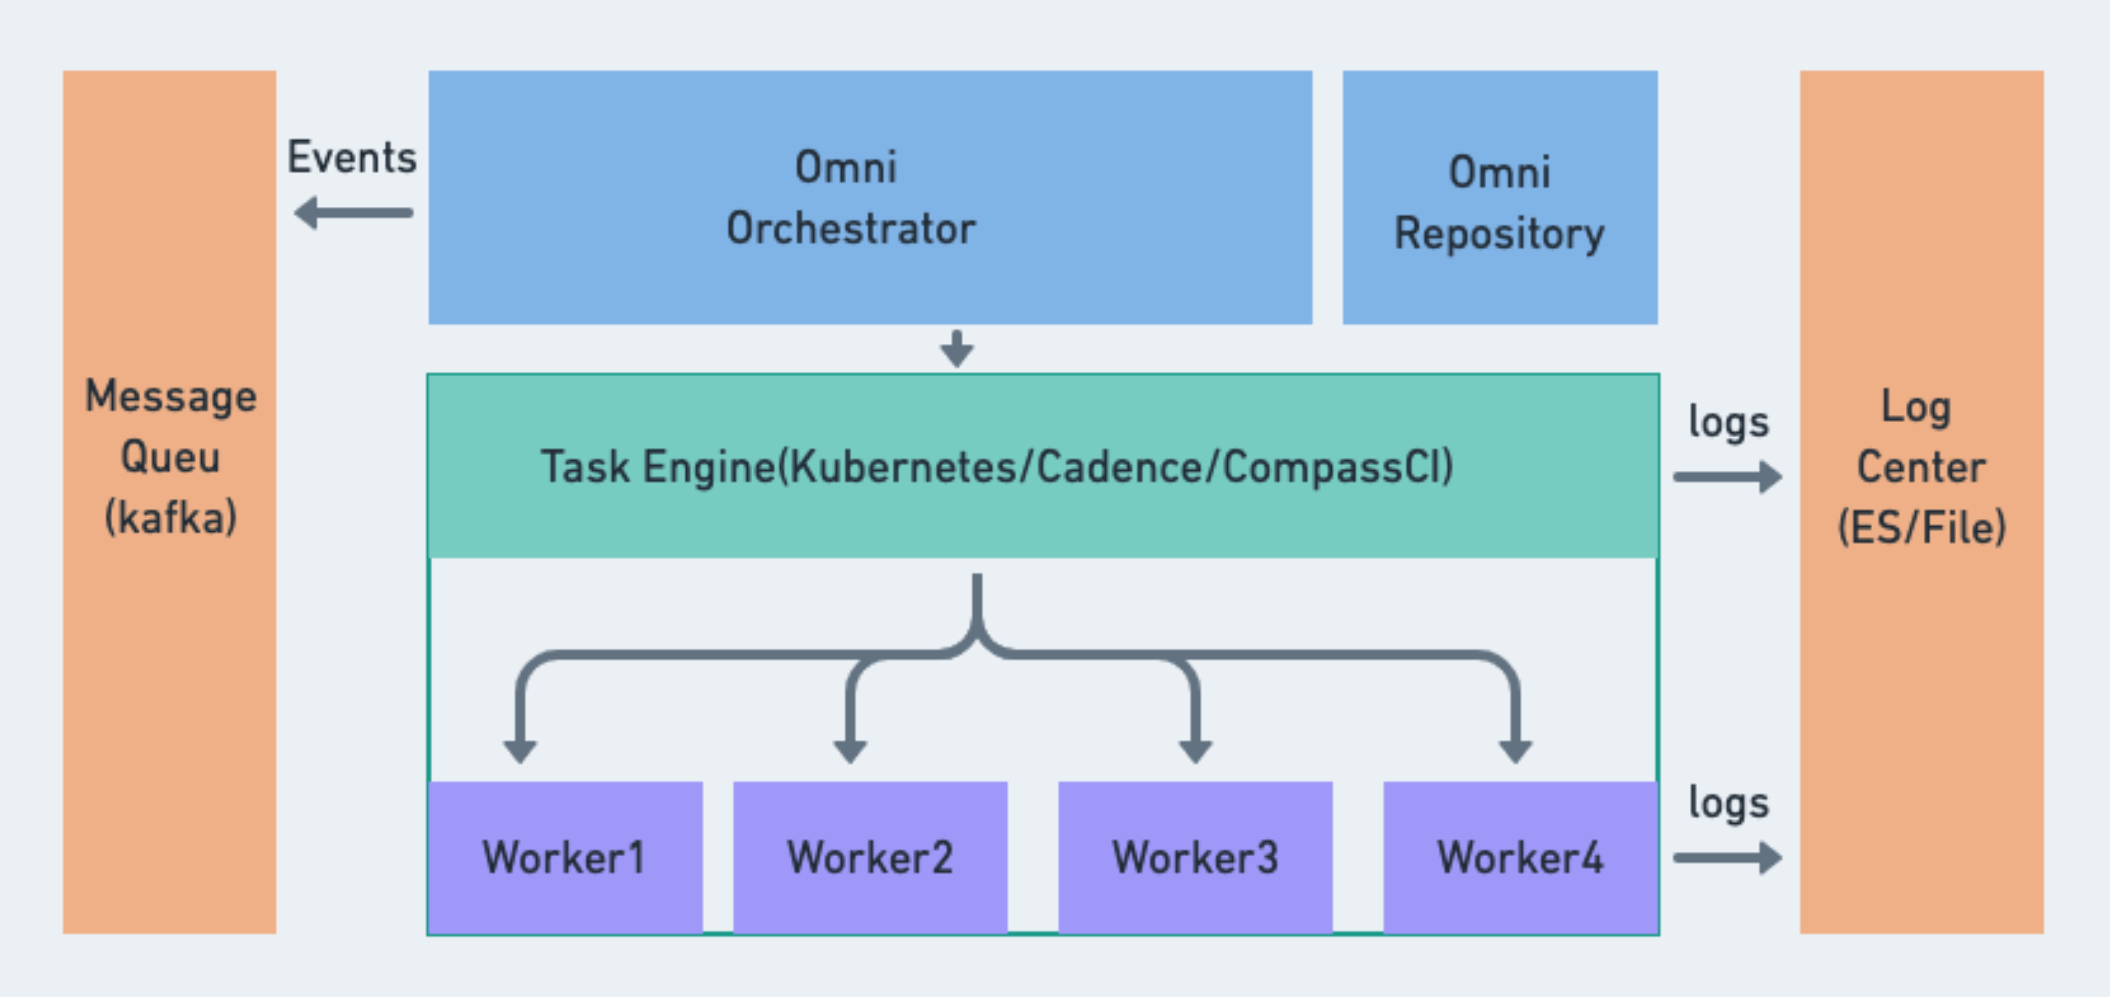 Message
Queu
(kafka)
Events
Omni
Orchestrator
Omni
Repository
Task Engine(Kubernetes/Cadence/CompassCI)
logs
Log
Center
(ES/File)
Worker1
Worker2
Worker3
Worker4
logs